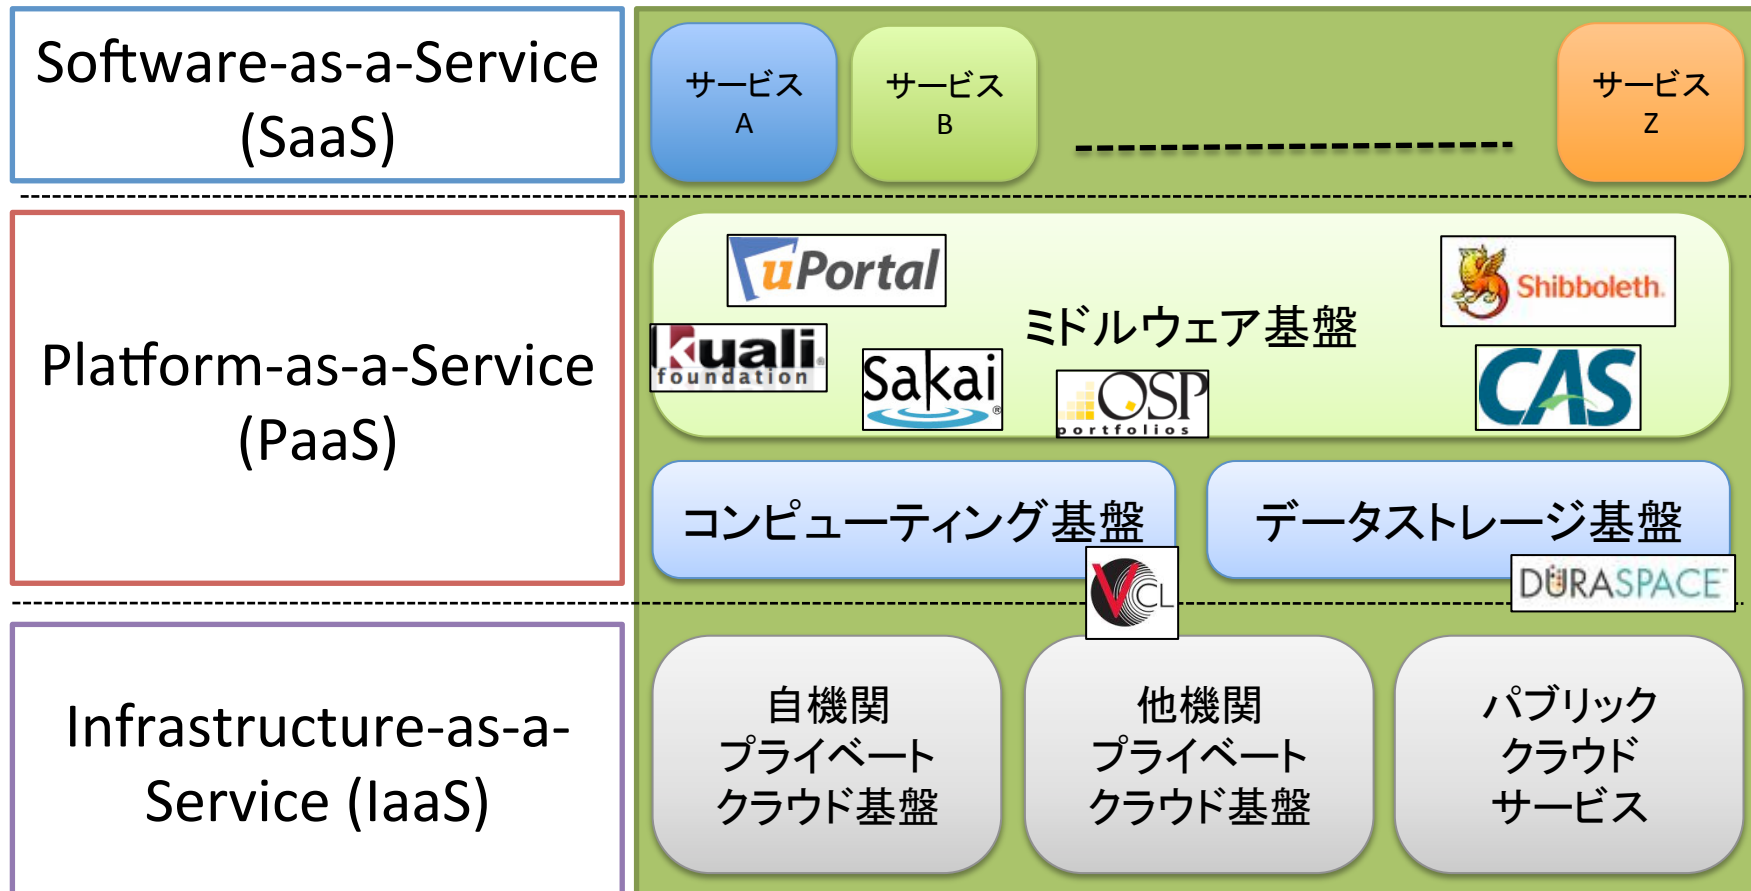 Software-as-a-Service
(SaaS)
サービス
A
サービス
B
サービス
Z
Platform-as-a-Service
(PaaS)
uPortal
Shibboleth.
ミドルウェア基盤
kuali®
foundation
Sakai®
OSP
portfolios
CAS
コンピューティング基盤
データストレージ基盤
VCL
DURASPACE™
Infrastructure-as-a-
Service (IaaS)
自機関
プライベート
クラウド基盤
他機関
プライベート
クラウド基盤
パブリック
クラウド
サービス